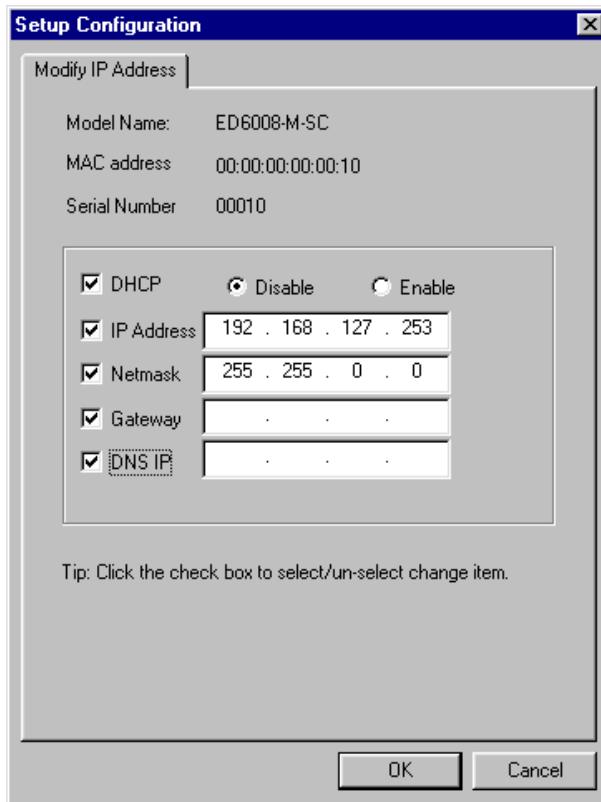 Setup Configuration
Modify IP Address
Model Name: ED6008-M-SC
MAC address 00:00:00:00:00:10
Serial Number 00010
DHCP Disable Enable
IP Address 192 . 168 . 127 . 253
Netmask 255 . 255 . 0 . 0
Gateway . . .
DNS IP . . .
Tip: Click the check box to select/un-select change item.
OK Cancel